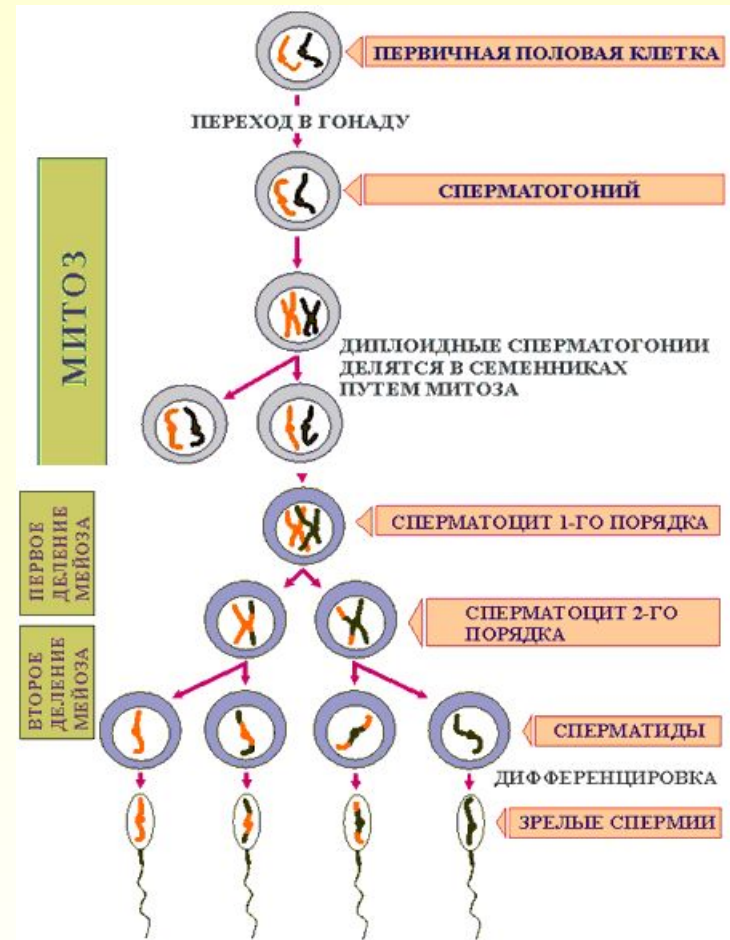 ПЕРВИЧНАЯ ПОЛОВАЯ КЛЕТКА
ПЕРЕХОД В ГОНАДУ
МИТОЗ
СПЕРМАТОГОНИЙ
ДИПЛОИДНЫЕ СПЕРМАТОГОНИИ
ДЕЛЯТСЯ В СЕМЕННИКАХ
ПУТЕМ МИТОЗА
ПЕРВОЕ
ДЕЛЕНИЕ
МЕЙОЗА
СПЕРМАТОЦИТ 1-ГО ПОРЯДКА
СПЕРМАТОЦИТ 2-ГО
ПОРЯДКА
ВТОРОЕ
ДЕЛЕНИЕ
МЕЙОЗА
СПЕРМАТИДЫ
ДИФФЕРЕНЦИРОВКА
ЗРЕЛЫЕ СПЕРМИИ